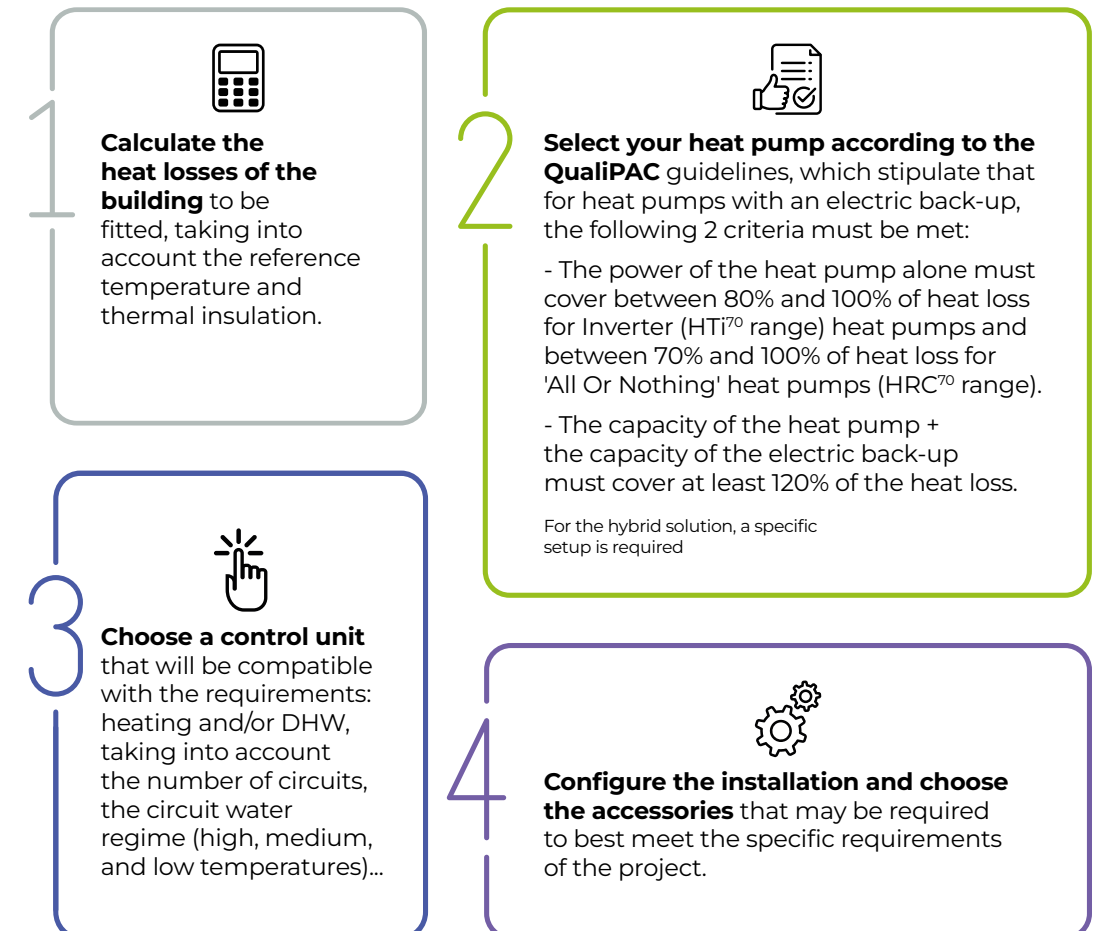 1
Calculate the
heat losses of the
building to be
fitted, taking into
account the reference
temperature and
thermal insulation.
2
Select your heat pump according to the
QualiPAC guidelines, which stipulate that
for heat pumps with an electric back-up,
the following 2 criteria must be met:
- The power of the heat pump alone must
cover between 80% and 100% of heat loss
for Inverter (HTi⁷⁰ range) heat pumps and
between 70% and 100% of heat loss for
'All Or Nothing' heat pumps (HRC⁷⁰ range).
- The capacity of the heat pump +
the capacity of the electric back-up
must cover at least 120% of the heat loss.
For the hybrid solution, a specific
setup is required
3
Choose a control unit
that will be compatible
with the requirements:
heating and/or DHW,
taking into account
the number of circuits,
the circuit water
regime (high, medium,
and low temperatures)...
4
Configure the installation and choose
the accessories that may be required
to best meet the specific requirements
of the project.